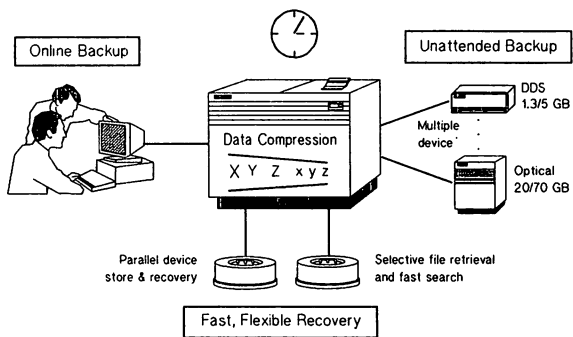 Online Backup
Unattended Backup
DDS
1.3/5 GB
Multiple
device
Data Compression
X Y Z x y z
Optical
20/70 GB
Parallel device
store & recovery
Selective file retrieval
and fast search
Fast, Flexible Recovery